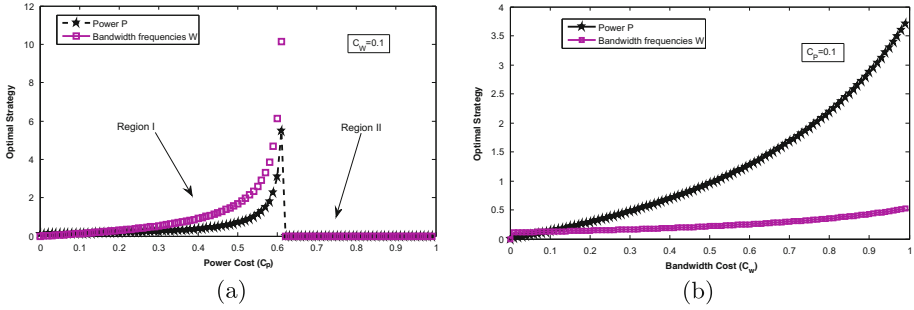 (a)
Power P
Bandwidth frequencies W
C_W=0.1
Region I
Region II
Optimal Strategy
12
10
8
6
4
2
0
0 0.1 0.2 0.3 0.4 0.5 0.6 0.7 0.8 0.9 1
Power Cost (C_P)
(a)
(b)
Power P
Bandwidth frequencies W
C_P=0.1
Optimal Strategy
4
3.5
3
2.5
2
1.5
1
0.5
0
0 0.1 0.2 0.3 0.4 0.5 0.6 0.7 0.8 0.9 1
Bandwidth Cost (C_w)
(b)